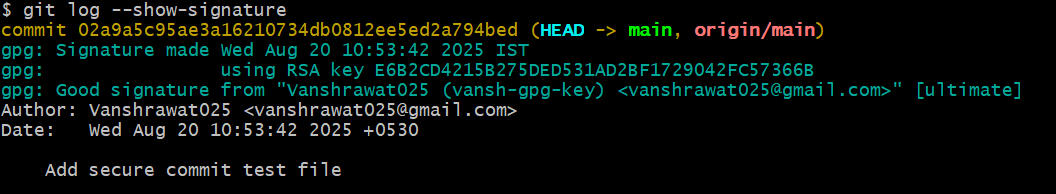 $ git log --show-signature
commit 02a9a5c95ae3a16210734db0812ee5ed2a794bed (HEAD -> main, origin/main)
gpg: Signature made Wed Aug 20 10:53:42 2025 IST
gpg:                using RSA key E6B2CD4215B275DED531AD2BF1729042FC57366B
gpg: Good signature from "Vanshrawat025 (vansh-gpg-key) <vanshrawat025@gmail.com>" [ultimate]
Author: Vanshrawat025 <vanshrawat025@gmail.com>
Date:   Wed Aug 20 10:53:42 2025 +0530
    Add secure commit test file